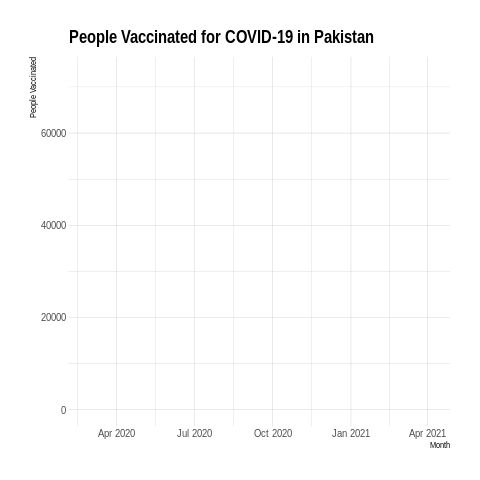 People Vaccinated for COVID-19 in Pakistan
People Vaccinated
60000
40000
20000
0
Apr 2020 Jul 2020 Oct 2020 Jan 2021 Apr 2021
Month